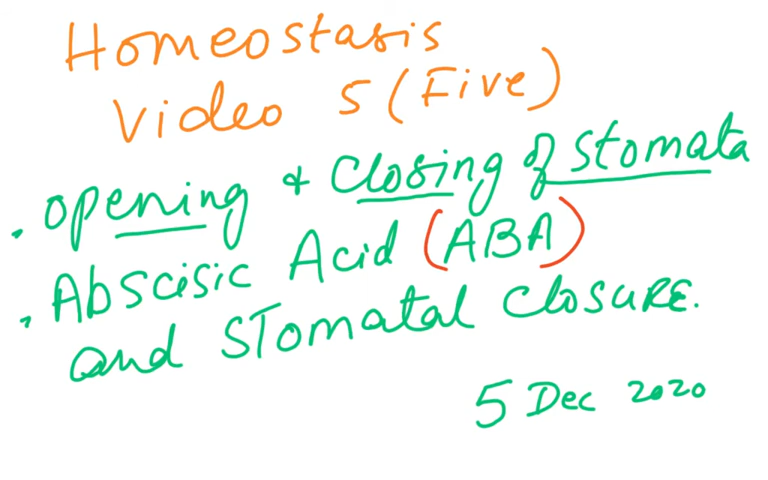 Homeostasis
Video 5 (Five)
. Opening & Closing of Stomata
. Abscisic Acid (ABA)
and STomatal ClosURE.
5 Dec 2020